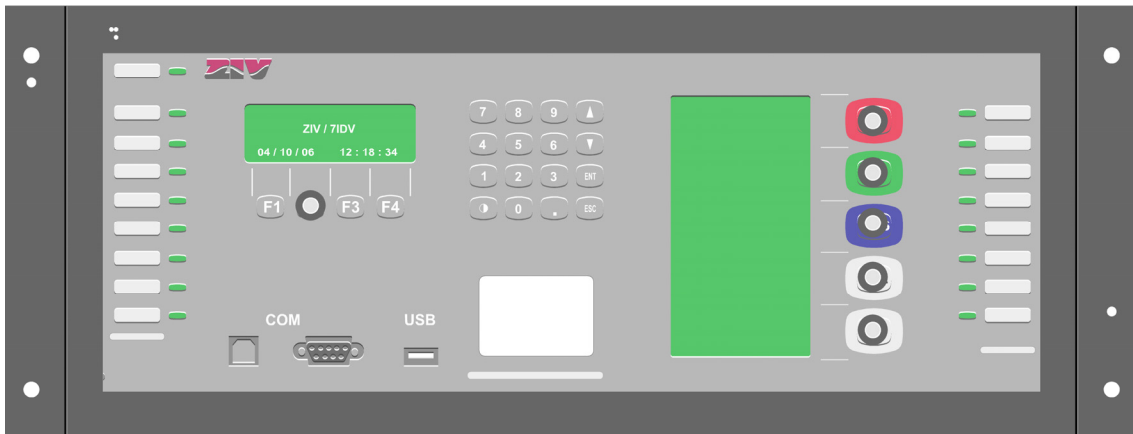 ZIV
ZIV / 7IDV
04 / 10 / 06 12 : 18 : 34
F1 F3 F4
7 8 9
4 5 6
1 2 3 ENT
0 . ESC
COM USB